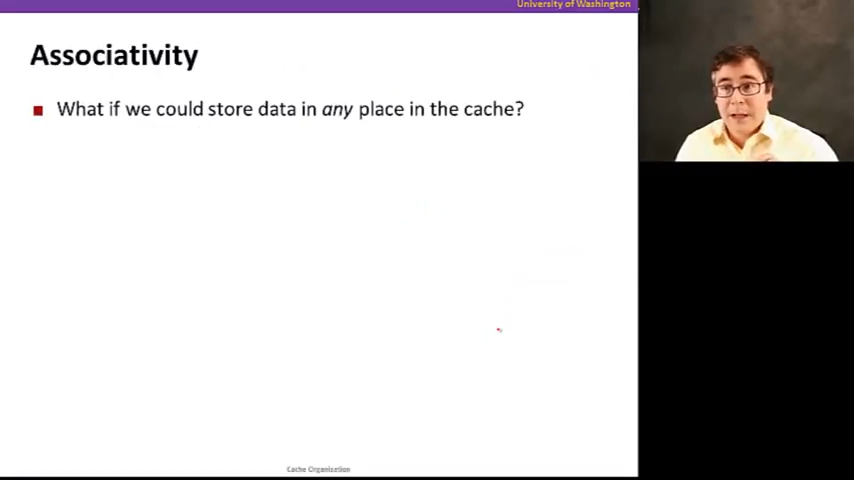 University of Washington
Associativity
What if we could store data in any place in the cache?
Cache Organization